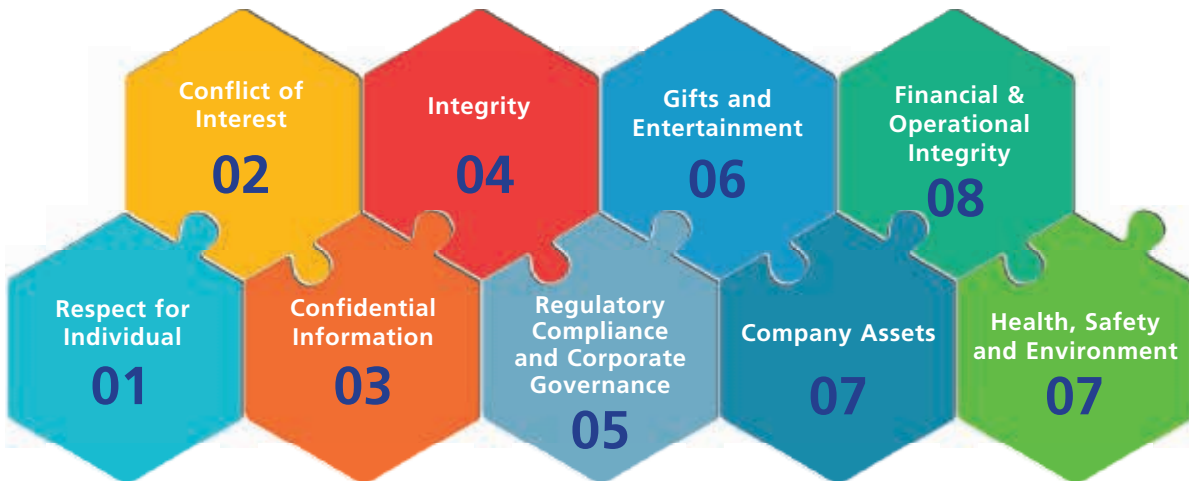 Respect for
Individual
01
Conflict of
Interest
02
Confidential
Information
03
Integrity
04
Regulatory
Compliance
and Corporate
Governance
05
Gifts and
Entertainment
06
Company Assets
07
Financial &
Operational
Integrity
08
Health, Safety
and Environment
07